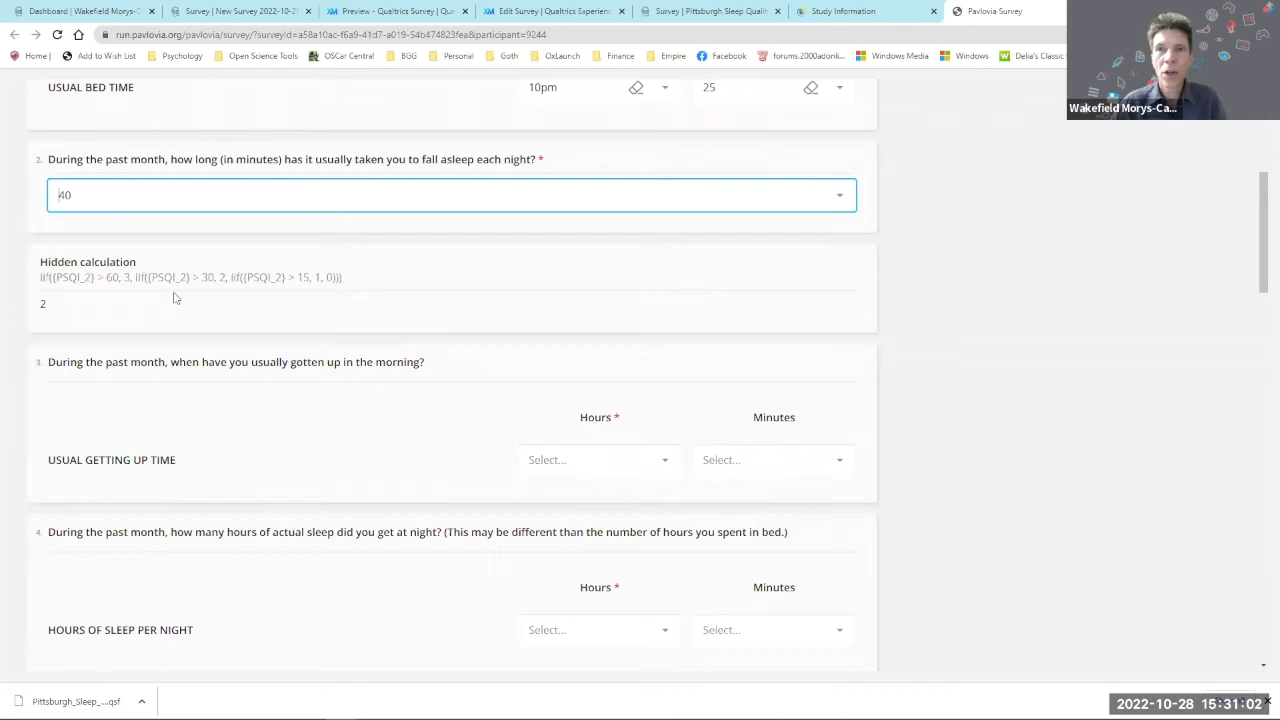 Dashboard | Wakefield Morys-C
Survey | New Survey 2022-10-2
Preview - Qualtrics Survey | Qu
Edit Survey | Qualtrics Experienc
Survey | Pittsburgh Sleep Qualit
Study Information
Pavlovia Survey
run.pavlovia.org/pavlovia/survey/?surveyId=
participant=9244
Home |
Add to Wish List
Psychology
Open Science Tools
OSCar Central
BGG
Personal
Goth
OxLaunch
Finance
Empire
Facebook
forums.2000adonli...
Windows Media
Windows
Delia's Classic
Wakefield Morys-Ca...
USUAL BED TIME
10pm
25
2. During the past month, how long (in minutes) has it usually taken you to fall asleep each night? *
40
Hidden calculation
iif({PSQI_2} > 60, 3, iif({PSQI_2} > 30, 2, iif({PSQI_2} > 15, 1, 0)))
2
3. During the past month, when have you usually gotten up in the morning?
Hours *
Minutes
USUAL GETTING UP TIME
Select...
Select...
4. During the past month, how many hours of actual sleep did you get at night? (This may be different than the number of hours you spent in bed.)
Hours *
Minutes
HOURS OF SLEEP PER NIGHT
Select...
Select...
Pittsburgh_Sleep_....qsf
2022-10-28 15:31:02